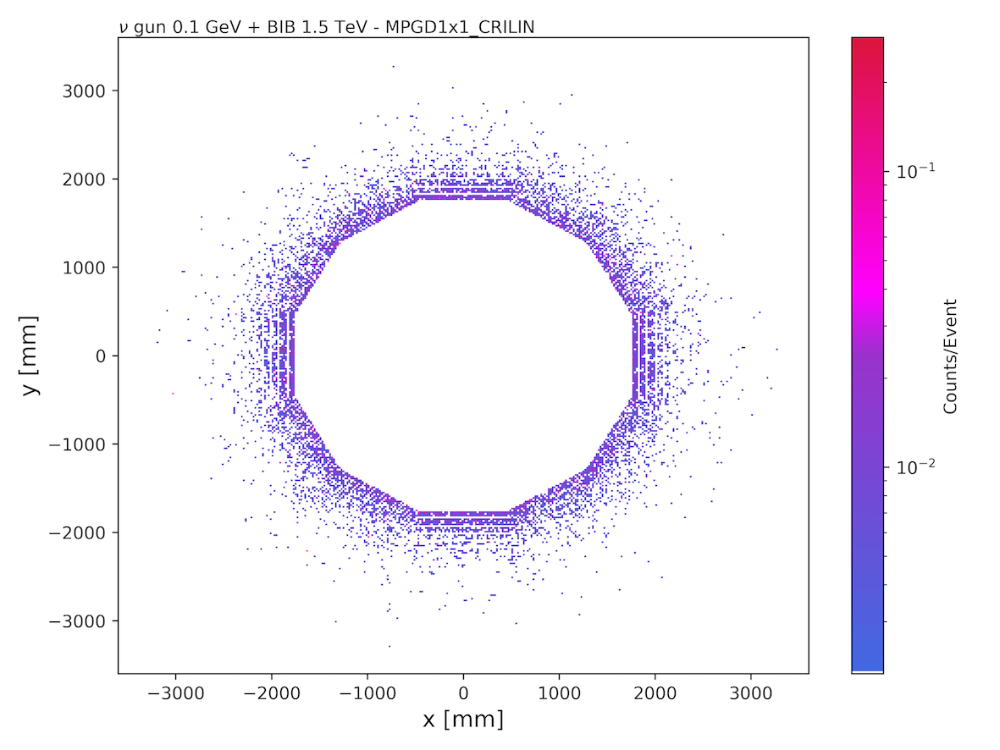 ν gun 0.1 GeV + BIB 1.5 TeV - MPGD1x1_CRILIN
3000
2000
1000
0
−1000
−2000
−3000
y [mm]
−3000 −2000 −1000 0 1000 2000 3000
x [mm]
10⁻¹
10⁻²
Counts/Event